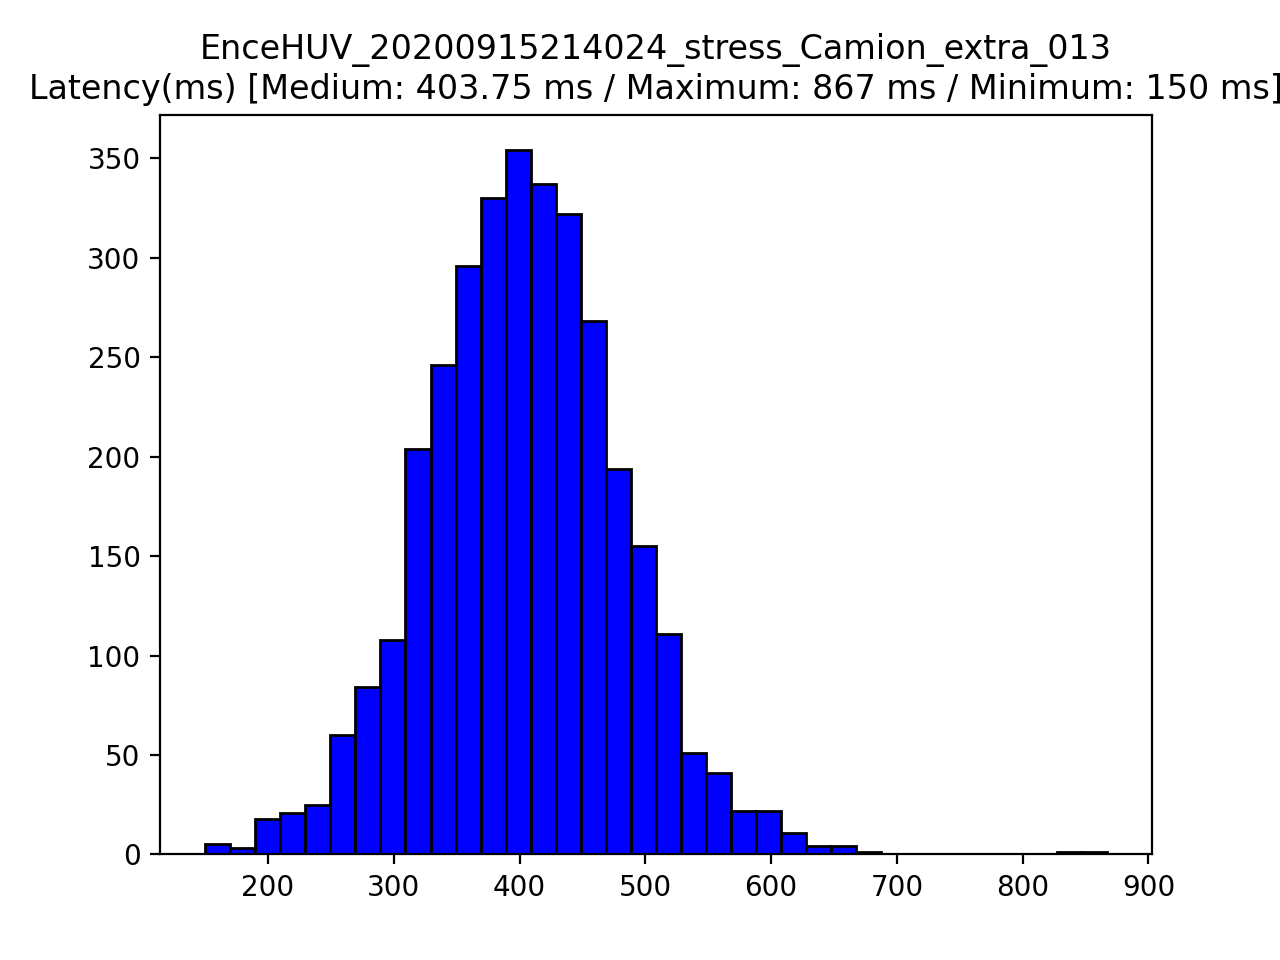 EnceHUV_20200915214024_stress_Camion_extra_013
Latency(ms) [Medium: 403.75 ms / Maximum: 867 ms / Minimum: 150 ms]
350
300
250
200
150
100
50
0
200 300 400 500 600 700 800 900